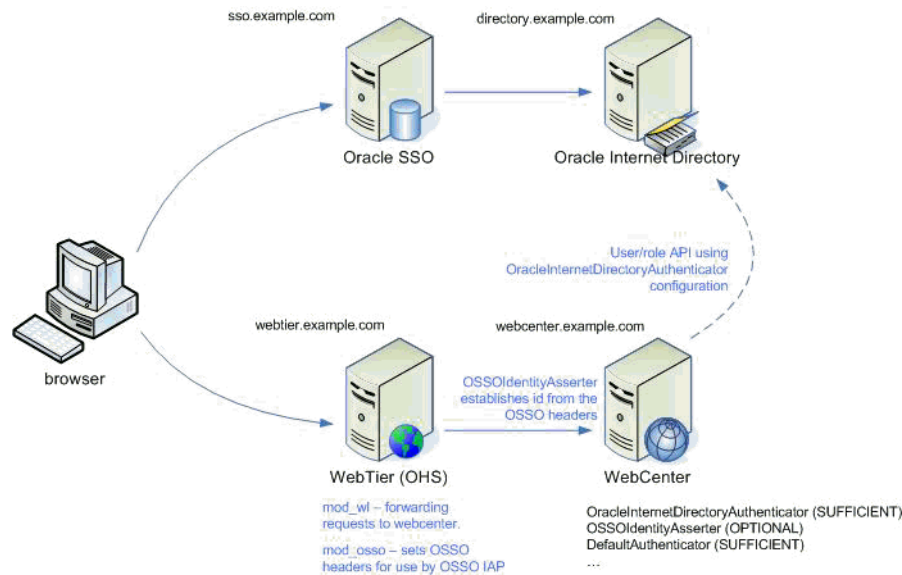 sso.example.com
directory.example.com
Oracle SSO
Oracle Internet Directory
User/role API using
OracleInternetDirectoryAuthenticator
configuration
webtier.example.com
webcenter.example.com
browser
OSSOIdentityAsserter
establishes id from the
OSSO headers
WebTier (OHS)
WebCenter
mod_wl – forwarding
requests to webcenter.
mod_osso – sets OSSO
headers for use by OSSO IAP
OracleInternetDirectoryAuthenticator (SUFFICIENT)
OSSOIdentityAsserter (OPTIONAL)
DefaultAuthenticator (SUFFICIENT)
...